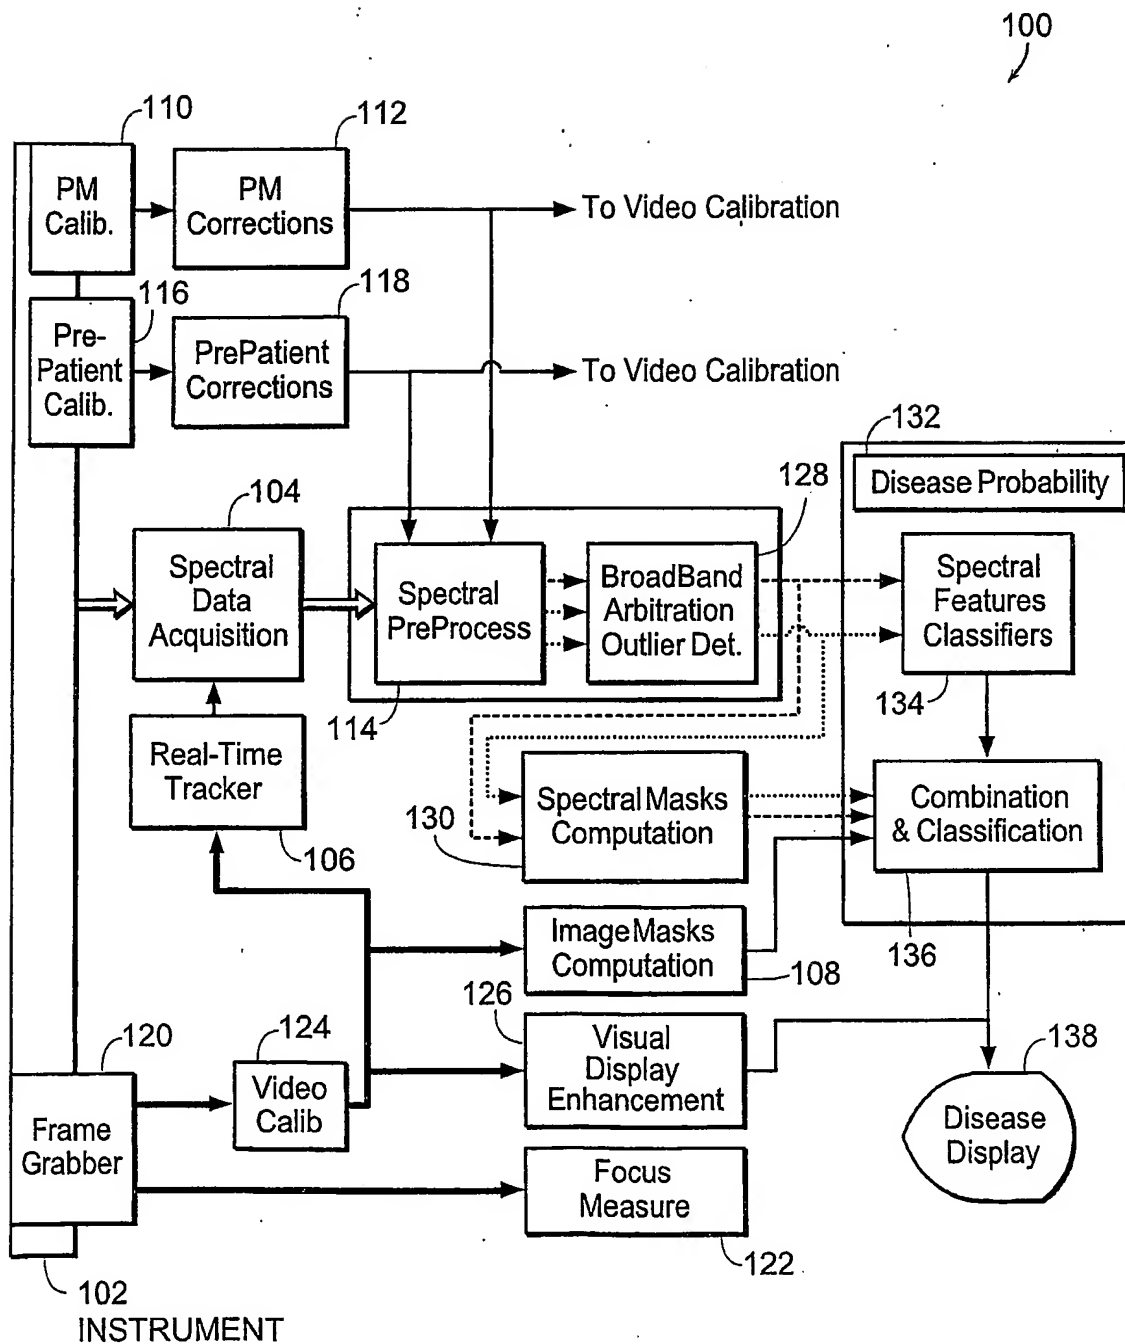 100
110
112
PM
Calib.
PM
Corrections
To Video Calibration
116
118
Pre-
Patient
Calib.
PrePatient
Corrections
To Video Calibration
132
Disease Probability
104
128
Spectral
Data
Acquisition
Spectral
PreProcess
BroadBand
Arbitration
Outlier Det.
Spectral
Features
Classifiers
114
134
Real-Time
Tracker
106
Spectral Masks
Computation
130
Combination
& Classification
136
Image Masks
Computation
108
126
120
124
Video
Calib
Visual
Display
Enhancement
138
Frame
Grabber
Disease
Display
Focus
Measure
122
102
INSTRUMENT